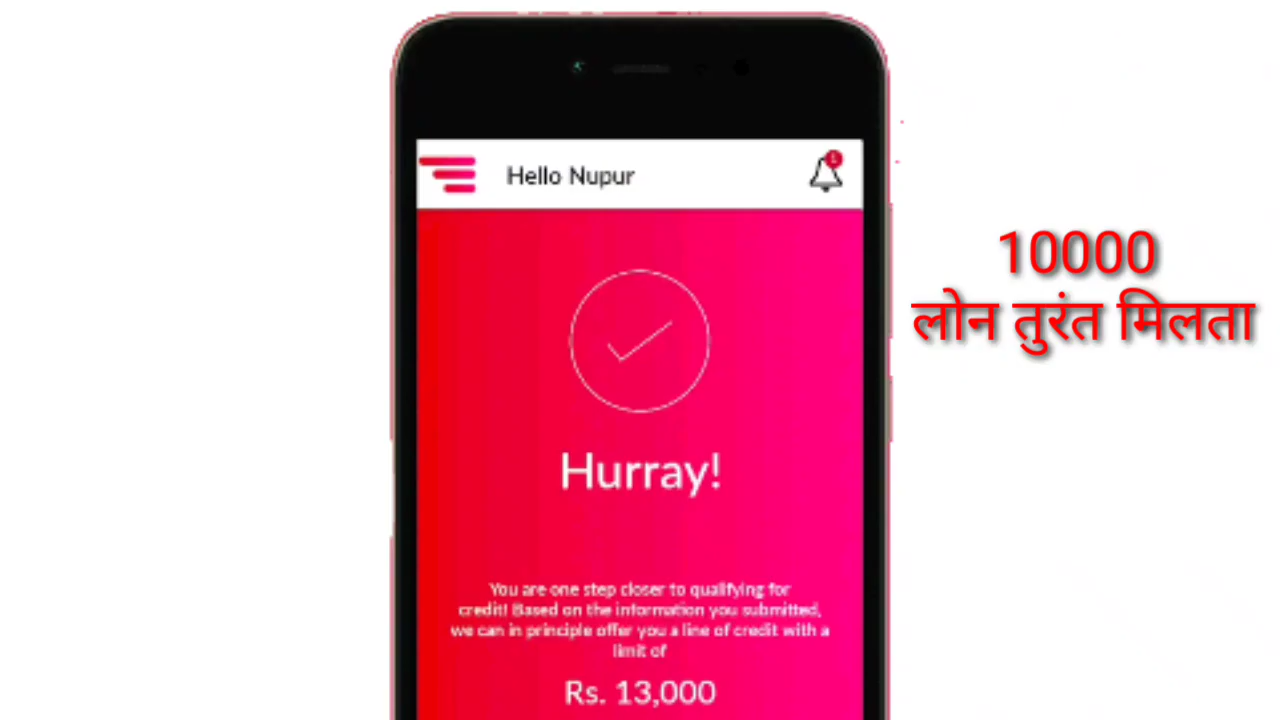 Hello Nupur
1
10000
लोन तुरंत मिलता
Hurray!
You are one step closer to qualifying for
credit! Based on the information you submitted,
we can in principle offer you a line of credit with a
limit of
Rs. 13,000